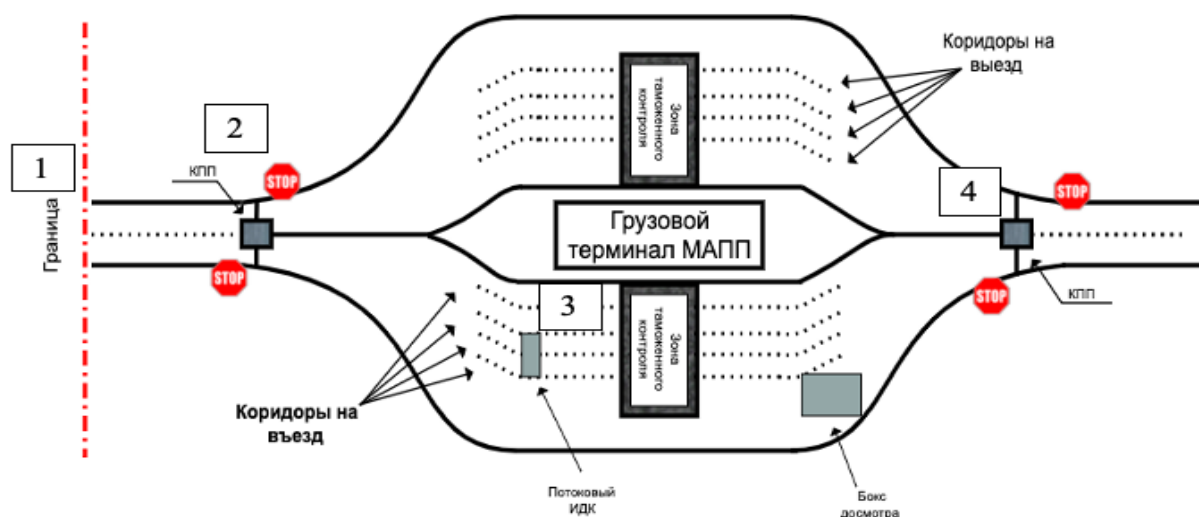 Коридоры на
выезд
Зона
таможенного
контроля
2
STOP
1
КПП
4
STOP
Граница
Грузовой
терминал МАПП
STOP
3
STOP
КПП
Зона
таможенного
контроля
Коридоры на
въезд
Потоковый
ИДК
Бокс
досмотра